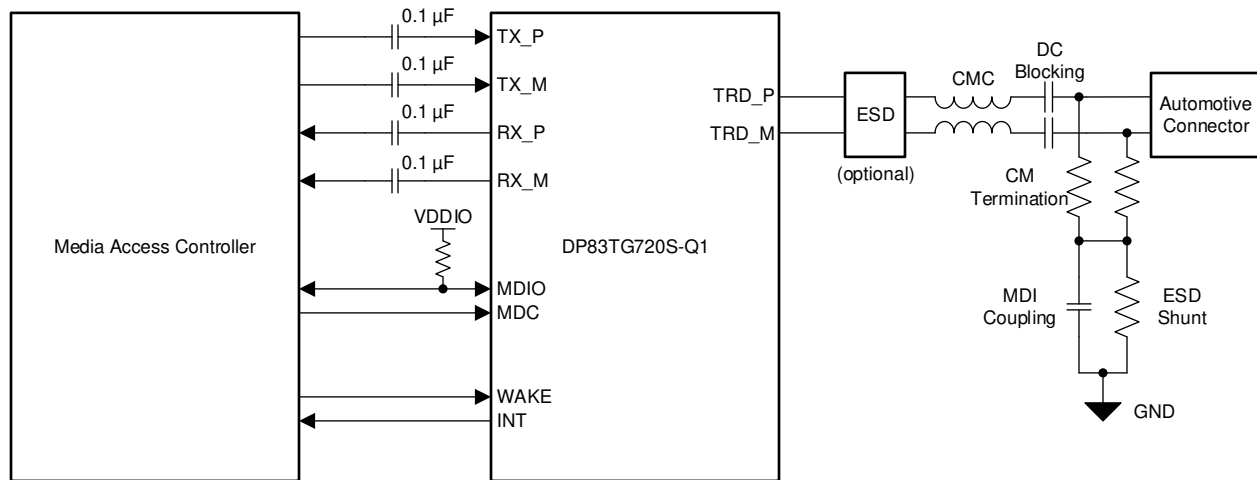 0.1 µF
TX_P
0.1 µF
TX_M
0.1 µF
RX_P
0.1 µF
RX_M
VDDIO
Media Access Controller
DP83TG720S-Q1
MDIO
MDC
WAKE
INT
TRD_P
TRD_M
ESD
(optional)
CMC
DC
Blocking
Automotive
Connector
CM
Termination
MDI
Coupling
ESD
Shunt
GND